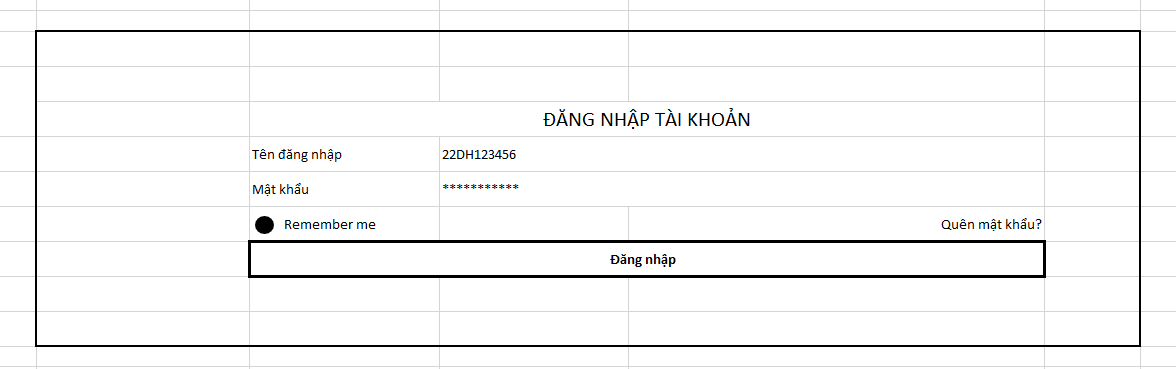 ĐĂNG NHẬP TÀI KHOẢN
Tên đăng nhập 22DH123456
Mật khẩu ***********
Remember me Quên mật khẩu?
Đăng nhập